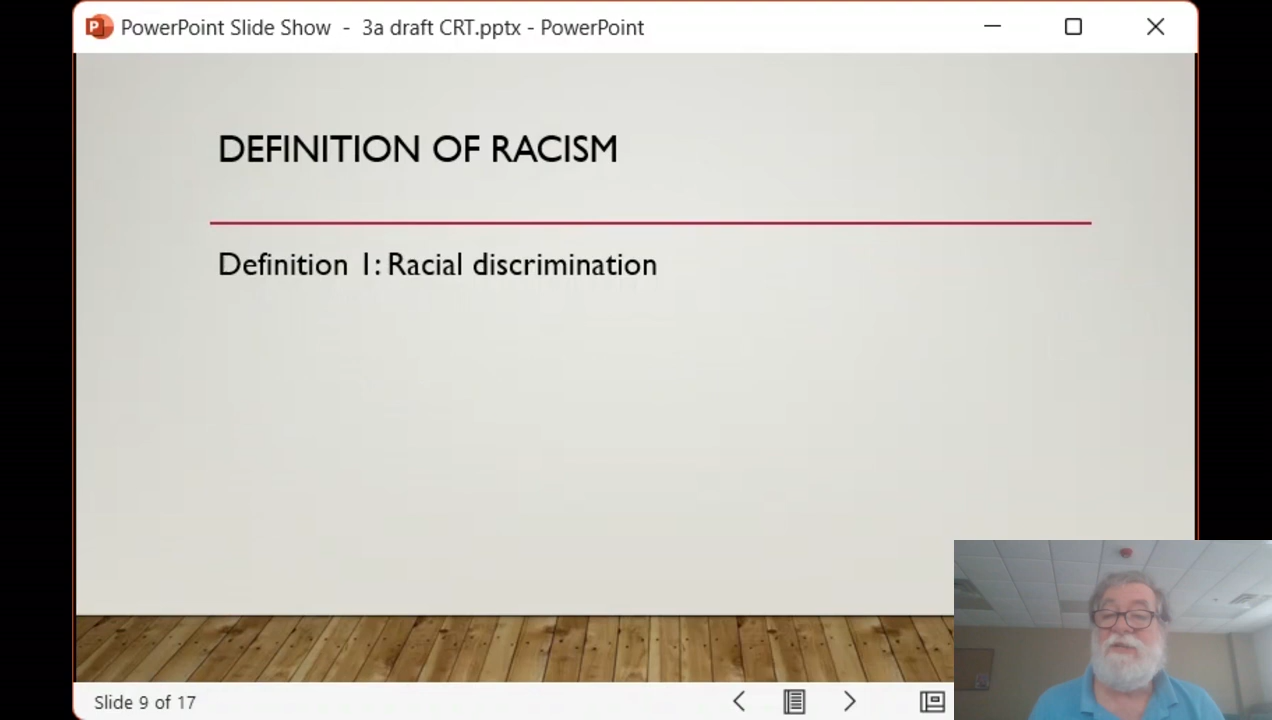 PowerPoint Slide Show - 3a draft CRT.pptx - PowerPoint
DEFINITION OF RACISM
Definition 1: Racial discrimination
Slide 9 of 17